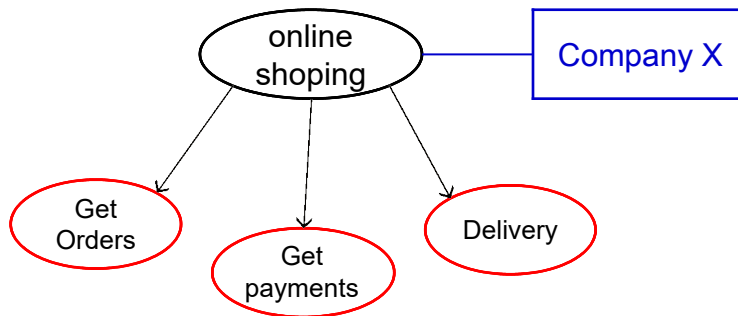 online
shoping
Company X
Get
Orders
Get
payments
Delivery